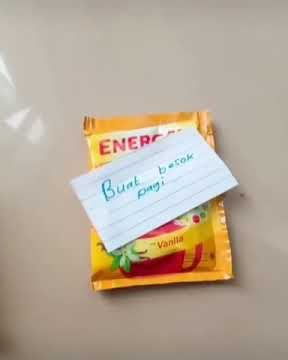 ENERG
Buat besok
pagi
Vanilla